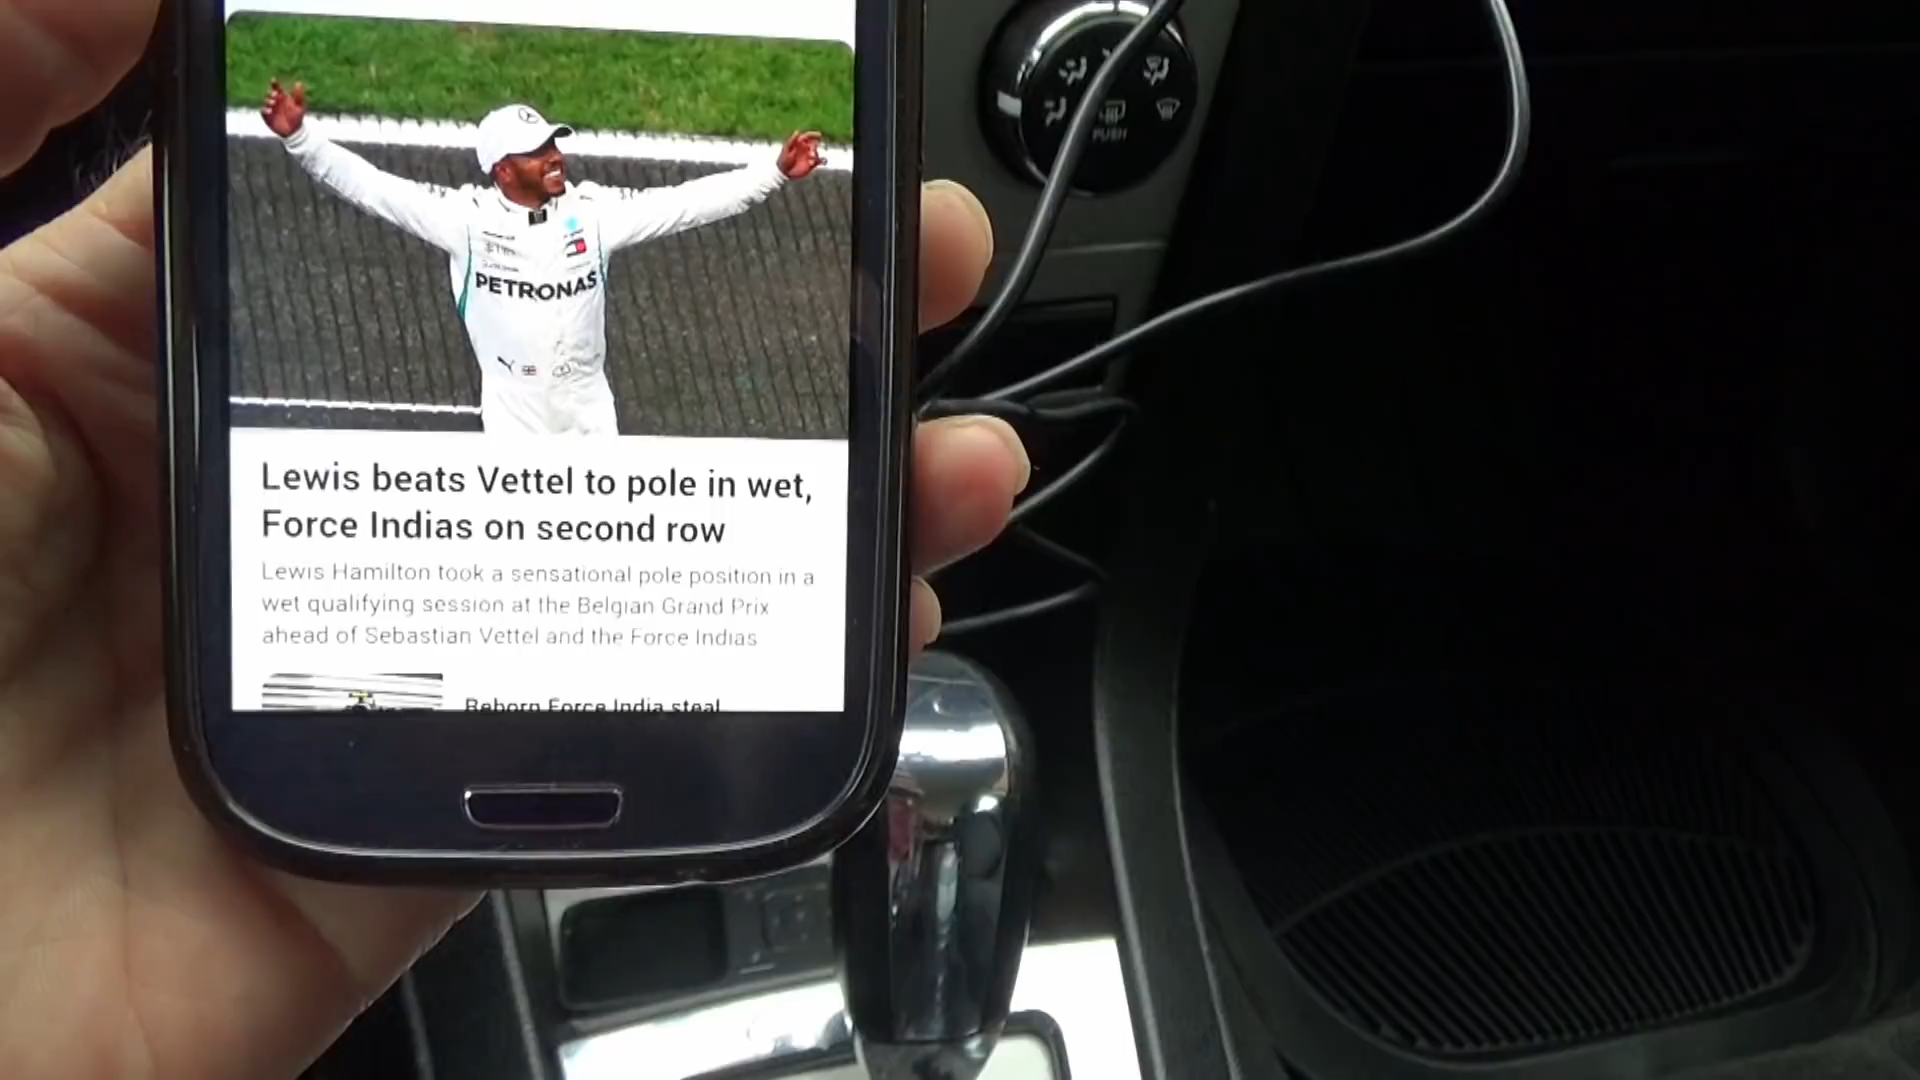 PUSH
PETRONAS
Lewis beats Vettel to pole in wet,
Force Indias on second row
Lewis Hamilton took a sensational pole position in a
wet qualifying session at the Belgian Grand Prix
ahead of Sebastian Vettel and the Force Indias
Reborn Force India steal